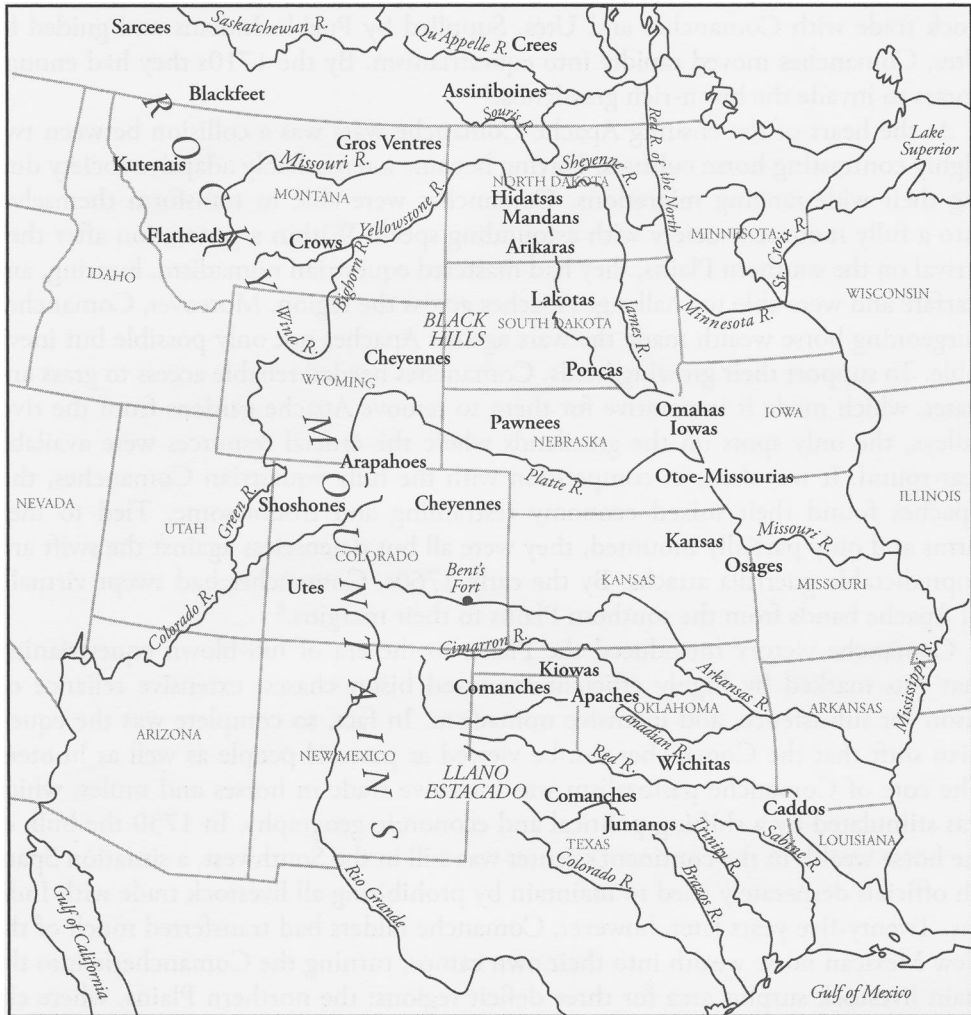 Sarcees
Saskatchewan R.
Qu'Appelle R.
Crees
Blackfeet
Assiniboines
Souris R.
Red R. of the North
Lake
Superior
Kutenais
Gros Ventres
Missouri R.
MONTANA
Sheyenne R.
NORTH DAKOTA
Hidatsas
Mandans
Arikaras
MINNESOTA
St. Croix R.
Flatheads
Crows
Yellowstone R.
Bighorn R.
IDAHO
WISCONSIN
Wind R.
BLACK
HILLS
Lakotas
SOUTH DAKOTA
James R.
Minnesota R.
Cheyennes
WYOMING
Poncas
Pawnees
NEBRASKA
Omahas
Iowas
IOWA
Arapahoes
Platte R.
Otoe-Missourias
NEVADA
UTAH
Green R.
Shoshones
Cheyennes
ILLINOIS
COLORADO
Kansas
Missouri R.
Osages
MISSOURI
Utes
Bent's
Fort
KANSAS
Colorado R.
Cimarron R.
Kiowas
Comanches
Apaches
Arkansas R.
OKLAHOMA
ARKANSAS
Mississippi R.
ARIZONA
NEW MEXICO
Canadian R.
Red R.
Wichitas
LLANO
ESTACADO
Comanches
Caddos
Jumanos
TEXAS
Colorado R.
Brazos R.
Trinity R.
Sabine R.
LOUISIANA
Rio Grande
Gulf of California
Gulf of Mexico